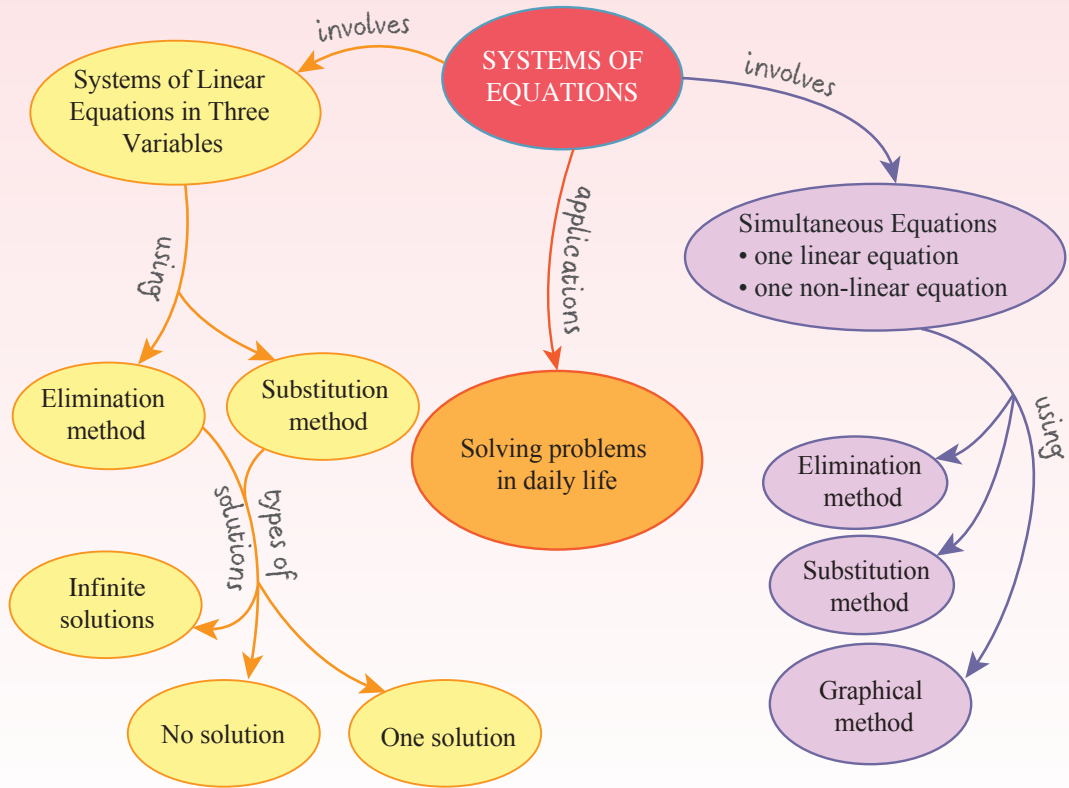 SYSTEMS OF
EQUATIONS
involves
Systems of Linear
Equations in Three
Variables
using
Elimination
method
Substitution
method
types of
solutions
Infinite
solutions
No solution
One solution
applications
Solving problems
in daily life
involves
Simultaneous Equations
• one linear equation
• one non-linear equation
using
Elimination
method
Substitution
method
Graphical
method